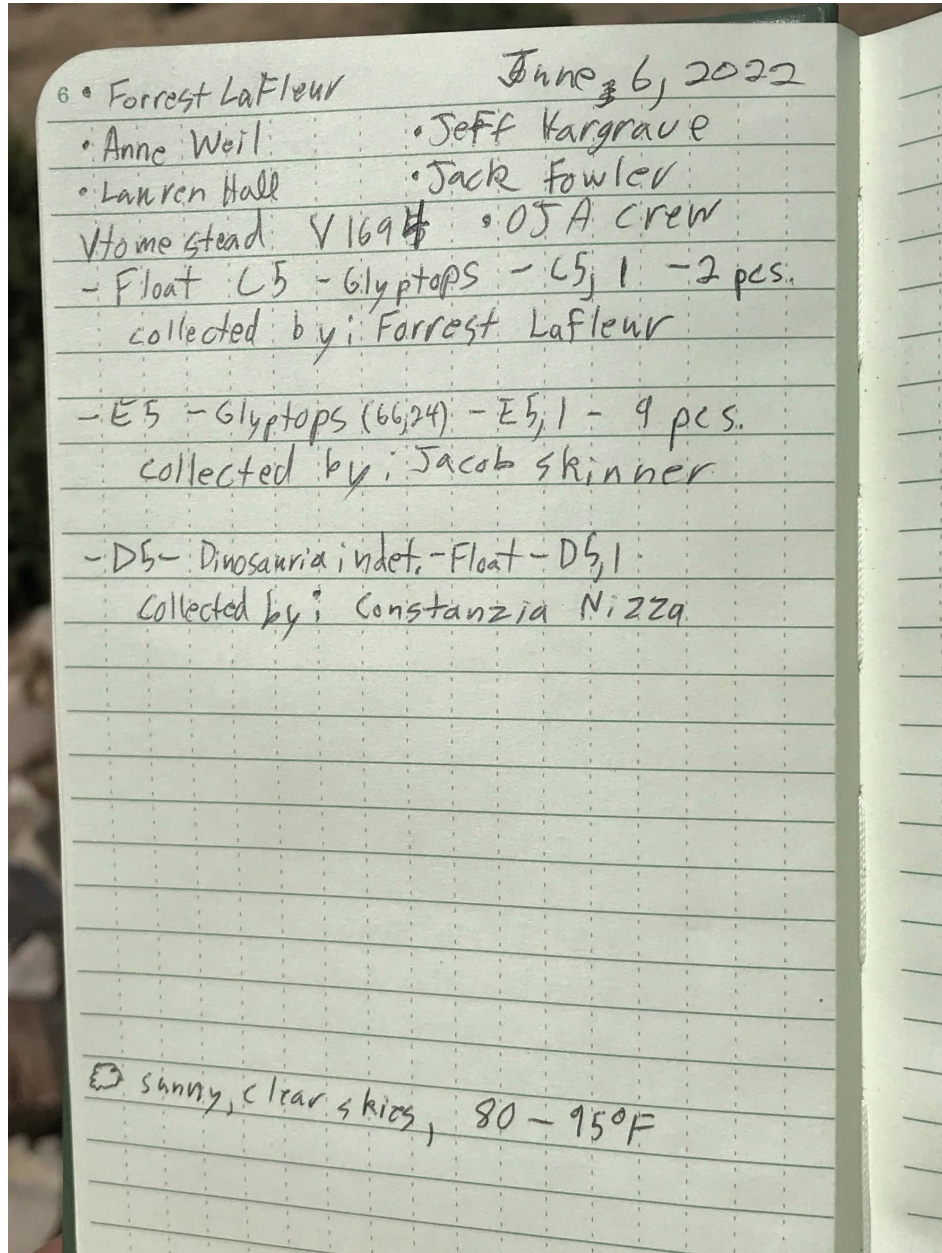 6 • Forrest LaFleur June 6, 2022
• Anne Weil • Jeff Hargrave
• Lauren Hall • Jack Fowler
Homestead V1694 • OJA Crew
- Float C5 - Glyptops - C5,1 - 2 pcs.
collected by: Forrest Lafleur
- E5 - Glyptops (66,24) - E5,1 - 9 pcs.
collected by: Jacob Skinner
- D5 - Dinosauria indet. - Float - D5,1
Collected by: Constanzia Nizza
sunny, clear skies, 80 - 95°F